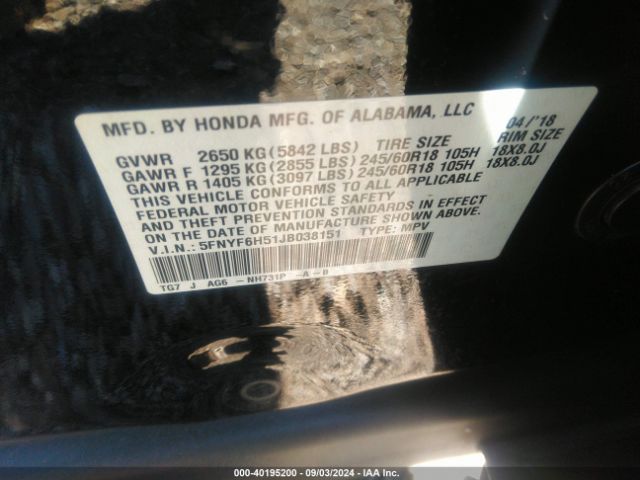 MFD. BY HONDA MFG. OF ALABAMA, LLC 04/'18
GVWR 2650 KG (5842 LBS) TIRE SIZE RIM SIZE
GAWR F 1295 KG (2855 LBS) 245/60R18 105H 18X8.0J
GAWR R 1405 KG (3097 LBS) 245/60R18 105H 18X8.0J
THIS VEHICLE CONFORMS TO ALL APPLICABLE
FEDERAL MOTOR VEHICLE SAFETY
AND THEFT PREVENTION STANDARDS IN EFFECT
ON THE DATE OF MANUFACTURE SHOWN ABOVE.
V.I.N.: 5FNYF6H51JB038151 TYPE: MPV
TG7 J AG6 -NH731P -A-B
000-40195200 - 09/03/2024 - IAA Inc.